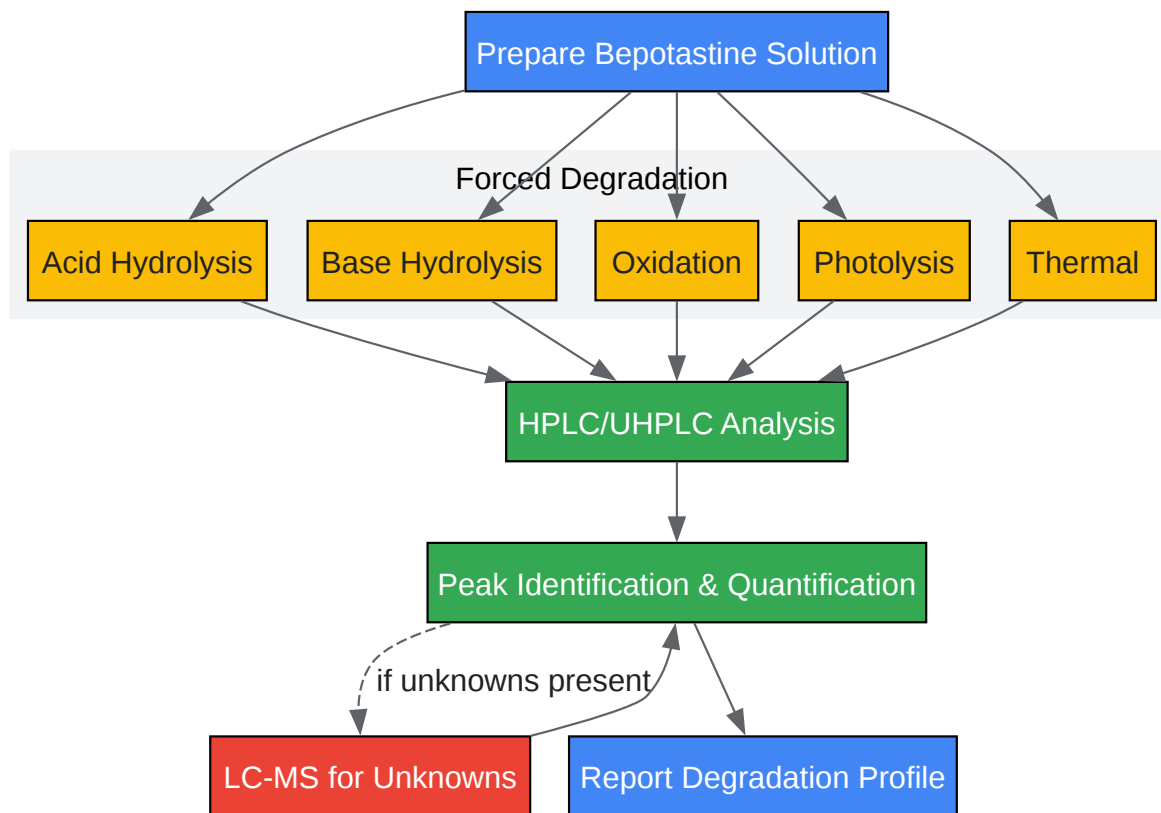 Prepare Bepotastine Solution
Forced Degradation
Acid Hydrolysis
Base Hydrolysis
Oxidation
Photolysis
Thermal
HPLC/UHPLC Analysis
Peak Identification & Quantification
if unknowns present
LC-MS for Unknowns
Report Degradation Profile